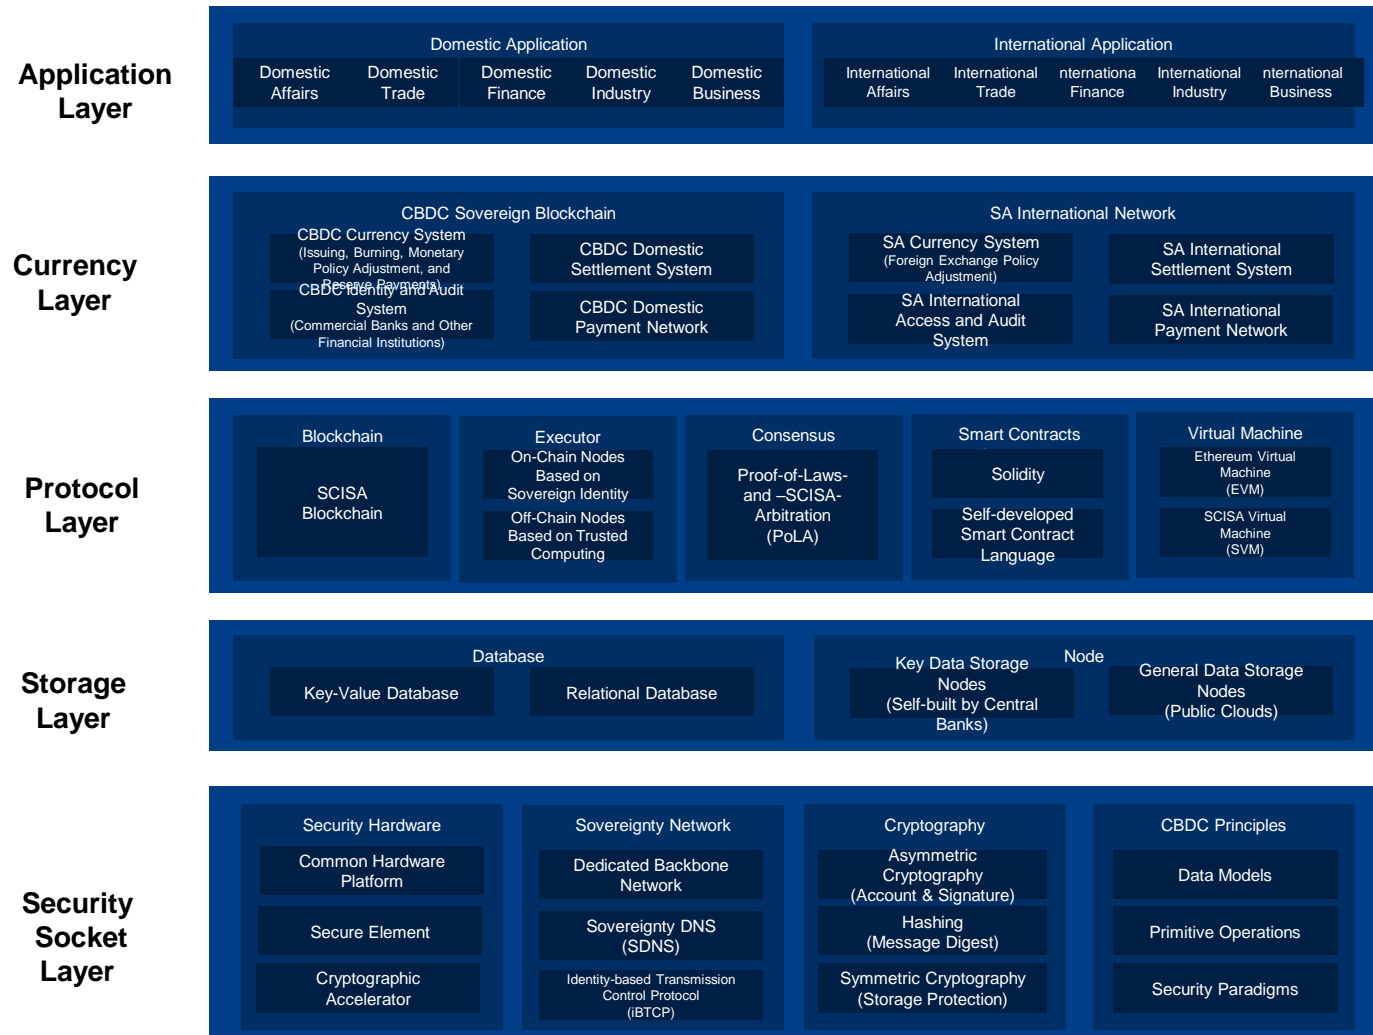 Application
Layer
Domestic Application
Domestic
Affairs
Domestic
Trade
Domestic
Finance
Domestic
Industry
Domestic
Business
International Application
International
Affairs
International
Trade
nternationa
Finance
International
Industry
nternational
Business
Currency
Layer
CBDC Sovereign Blockchain
CBDC Currency System
(Issuing, Burning, Monetary
Policy Adjustment, and
Reserve Payments)
CBDC Identity and Audit
System
(Commercial Banks and Other
Financial Institutions)
CBDC Domestic
Settlement System
CBDC Domestic
Payment Network
SA International Network
SA Currency System
(Foreign Exchange Policy
Adjustment)
SA International
Access and Audit
System
SA International
Settlement System
SA International
Payment Network
Protocol
Layer
Blockchain
SCISA
Blockchain
Executor
On-Chain Nodes
Based on
Sovereign Identity
Off-Chain Nodes
Based on Trusted
Computing
Consensus
Proof-of-Laws-
and –SCISA-
Arbitration
(PoLA)
Smart Contracts
Solidity
Self-developed
Smart Contract
Language
Virtual Machine
Ethereum Virtual
Machine
(EVM)
SCISA Virtual
Machine
(SVM)
Storage
Layer
Database
Key-Value Database
Relational Database
Node
Key Data Storage
Nodes
(Self-built by Central
Banks)
General Data Storage
Nodes
(Public Clouds)
Security
Socket
Layer
Security Hardware
Common Hardware
Platform
Secure Element
Cryptographic
Accelerator
Sovereignty Network
Dedicated Backbone
Network
Sovereignty DNS
(SDNS)
Identity-based Transmission
Control Protocol
(iBTCP)
Cryptography
Asymmetric
Cryptography
(Account & Signature)
Hashing
(Message Digest)
Symmetric Cryptography
(Storage Protection)
CBDC Principles
Data Models
Primitive Operations
Security Paradigms